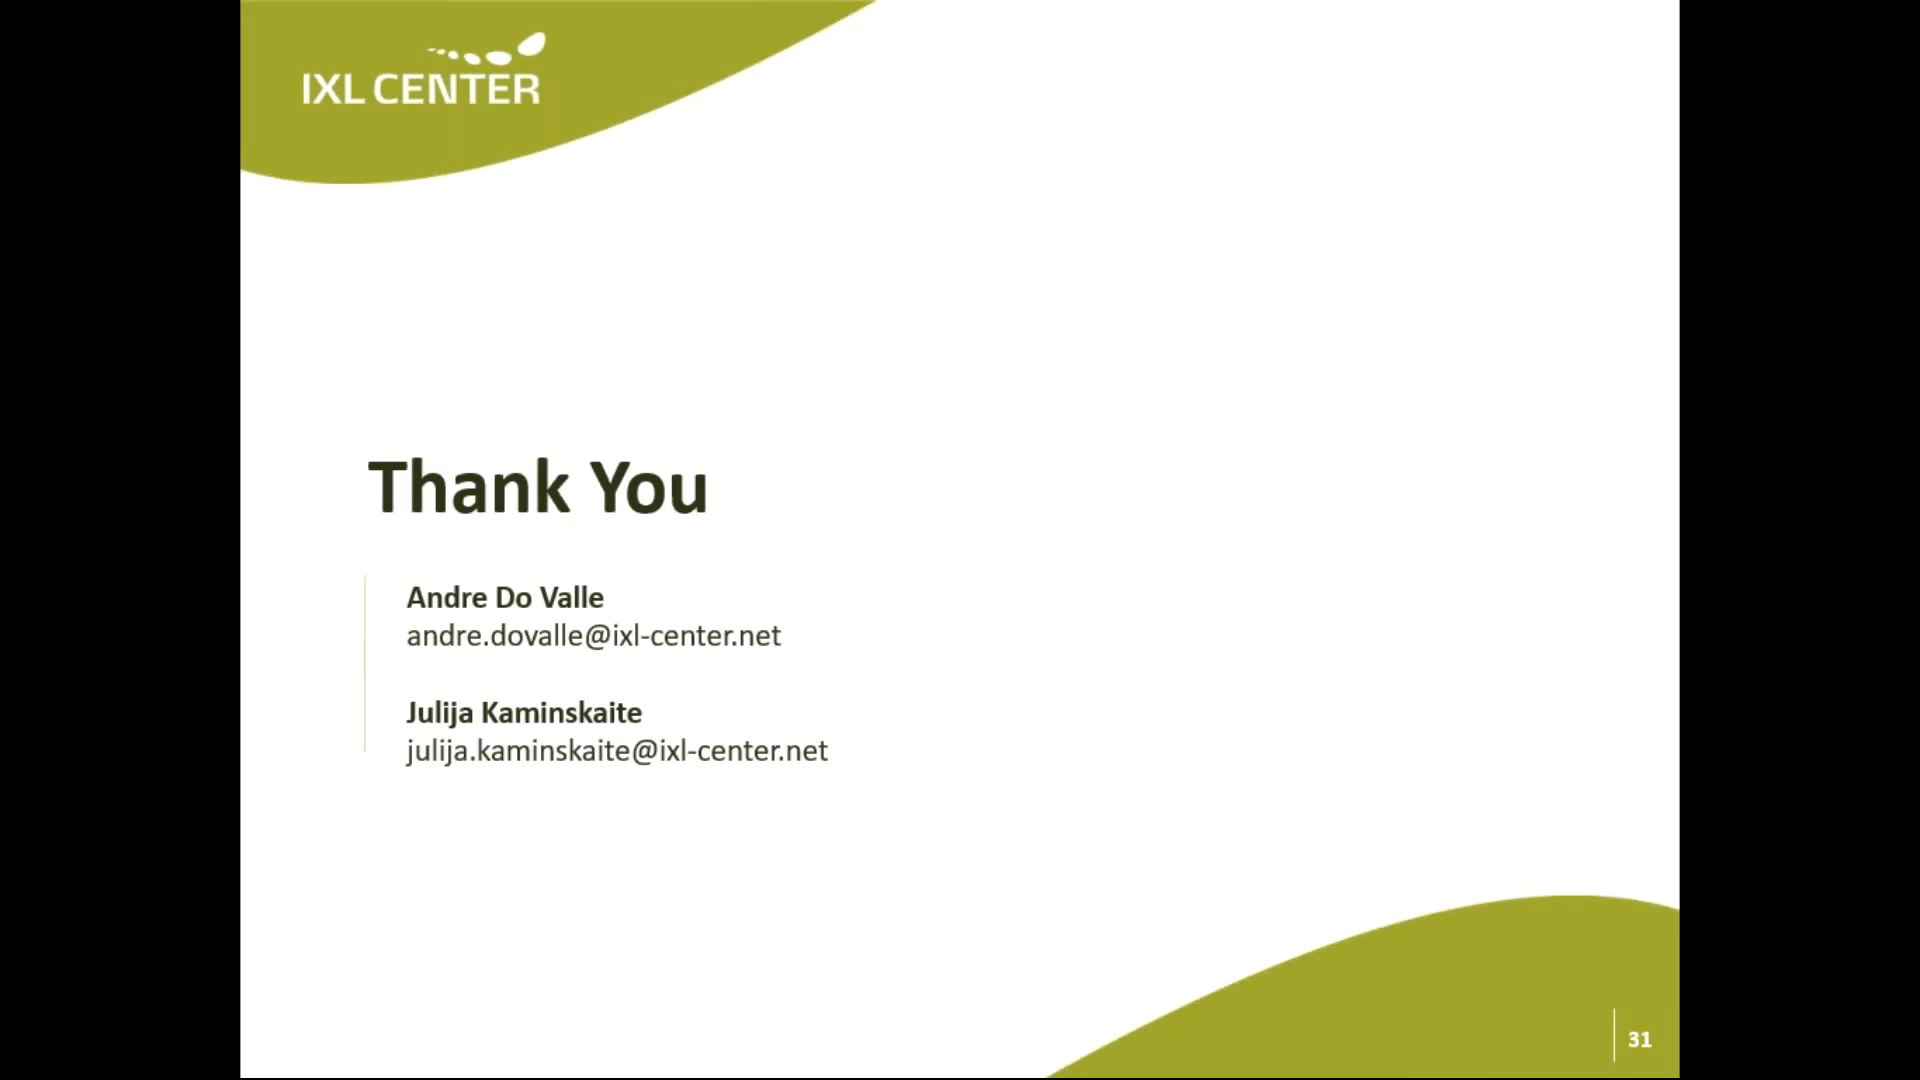 IXL CENTER
Thank You
Andre Do Valle
andre.dovalle@ixl-center.net
Julija Kaminskaite
julija.kaminskaite@ixl-center.net
31